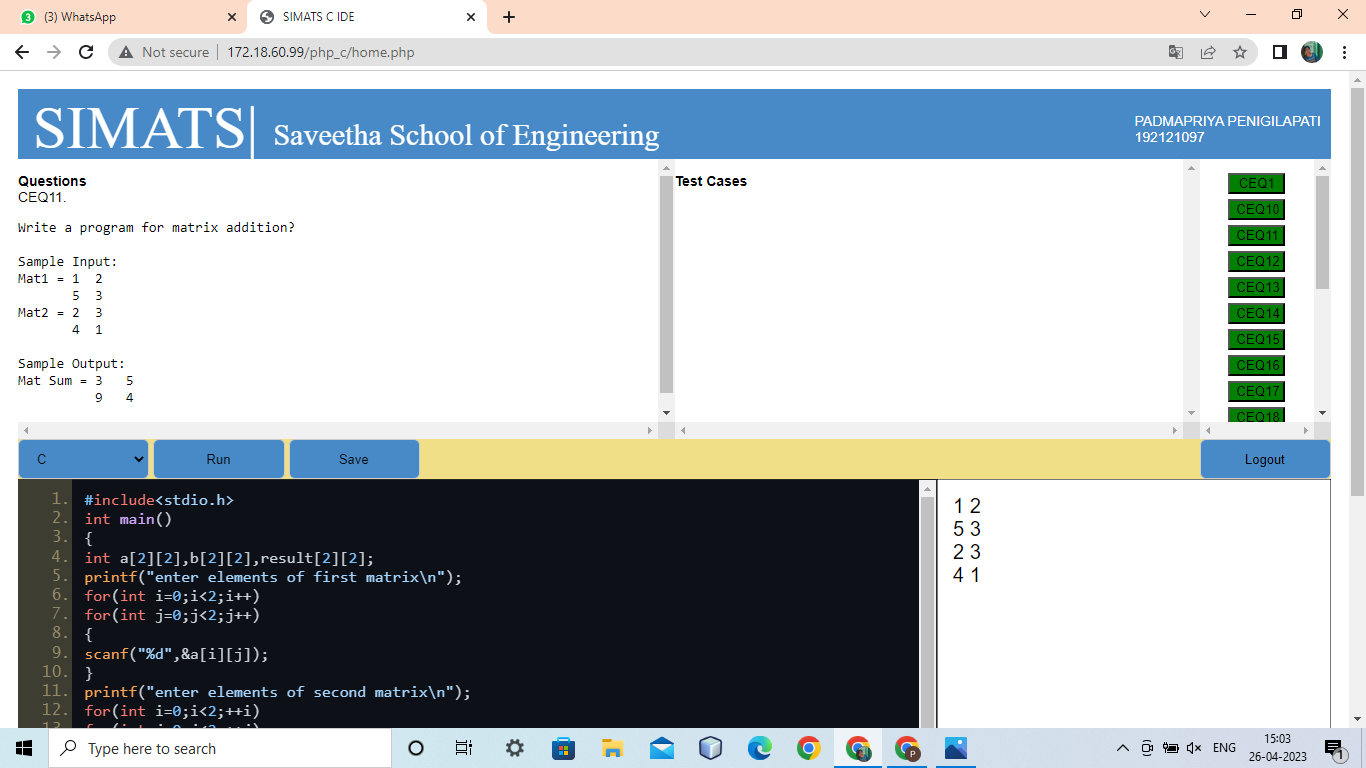 (3) WhatsApp
SIMATS C IDE
Not secure
172.18.60.99/php_c/home.php
SIMATS|
Saveetha School of Engineering
PADMAPRIYA PENIGILAPATI
192121097
Questions
CEQ11.
Write a program for matrix addition?
Sample Input:
Mat1 = 1 2
5 3
Mat2 = 2 3
4 1
Sample Output:
Mat Sum = 3 5
9 4
Test Cases
CEQ1
CEQ10
CEQ11
CEQ12
CEQ13
CEQ14
CEQ15
CEQ16
CEQ17
CEQ18
C
Run
Save
Logout
1. #include<stdio.h>
2. int main()
3. {
4. int a[2][2],b[2][2],result[2][2];
5. printf("enter elements of first matrix\n");
6. for(int i=0;i<2;i++)
7. for(int j=0;j<2;j++)
8. {
9. scanf("%d",&a[i][j]);
10. }
11. printf("enter elements of second matrix\n");
12. for(int i=0;i<2;++i)
1 2
5 3
2 3
4 1
Type here to search
P
ENG
15:03
26-04-2023
1